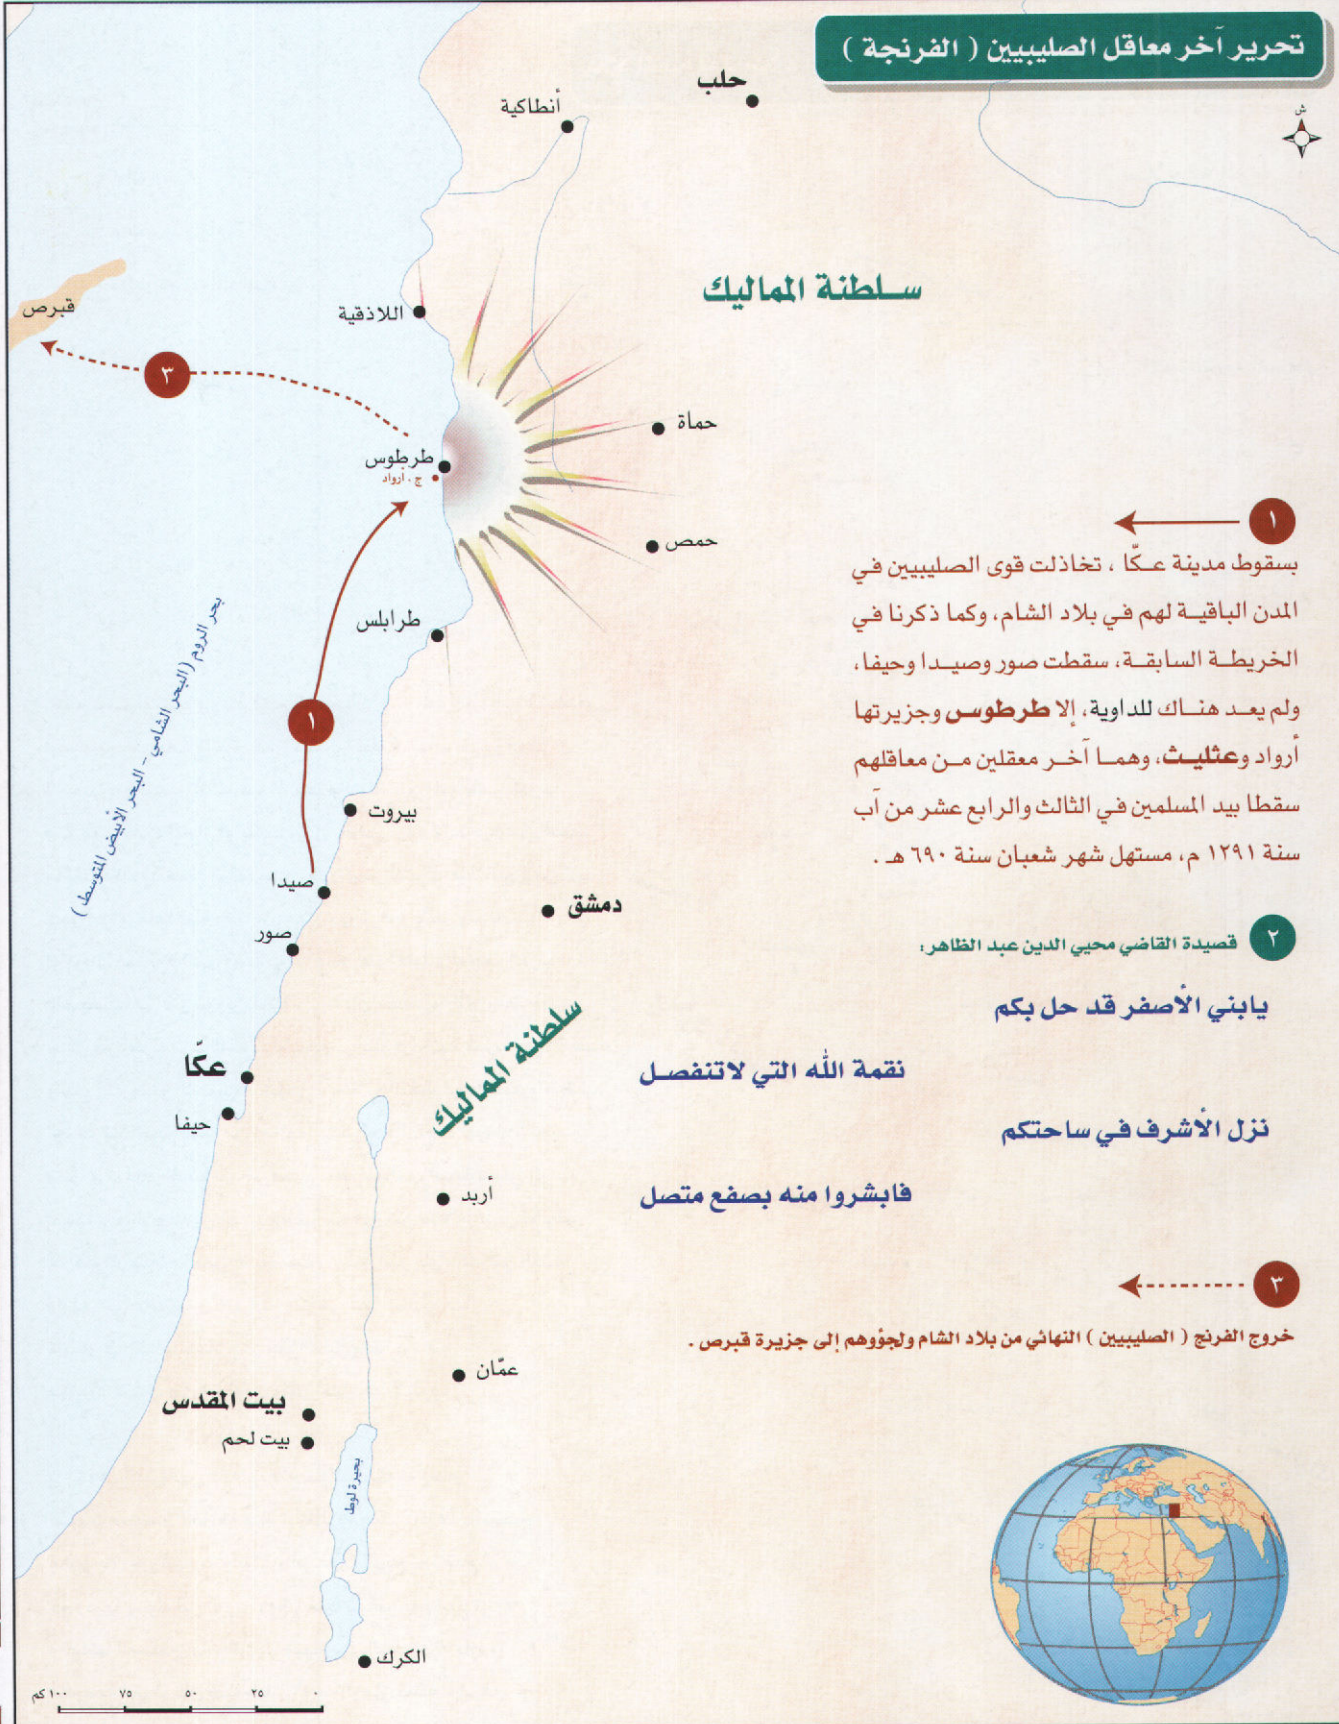 تحرير آخر معاقل الصليبيين ( الفرنجة )
ش
حلب
أنطاكية
سلطنة المماليك
قبرص
اللاذقية
٣
حماة
طرطوس
ج . أرواد
حمص
طرابلس
بحر الروم (البحر الشامي - البحر الأبيض المتوسط )
١
بيروت
صيدا
دمشق
صور
سلطنة المماليك
عكّا
حيفا
أربد
عمّان
بيت المقدس
بيت لحم
بحيرة لوط
الكرك
١
بسقوط مدينة عكّا ، تخاذلت قوى الصليبيين في
المدن الباقية لهم في بلاد الشام، وكما ذكرنا في
الخريطة السابقة، سقطت صور وصيدا وحيفا،
ولم يعد هناك للداوية، إلا طرطوس وجزيرتها
أرواد وعثليث، وهما آخر معقلين من معاقلهم
سقطا بيد المسلمين في الثالث والرابع عشر من آب
سنة ١٢٩١ م، مستهل شهر شعبان سنة ٦٩٠ هـ .
٢ قصيدة القاضي محيي الدين عبد الظاهر:
يابني الأصفر قد حل بكم
نقمة الله التي لاتنفصل
نزل الأشرف في ساحتكم
فابشروا منه بصفع متصل
٣
خروج الفرنج ( الصليبيين ) النهائي من بلاد الشام ولجؤوهم إلى جزيرة قبرص .
٠ ٢٥ ٥٠ ٧٥ ١٠٠ كم